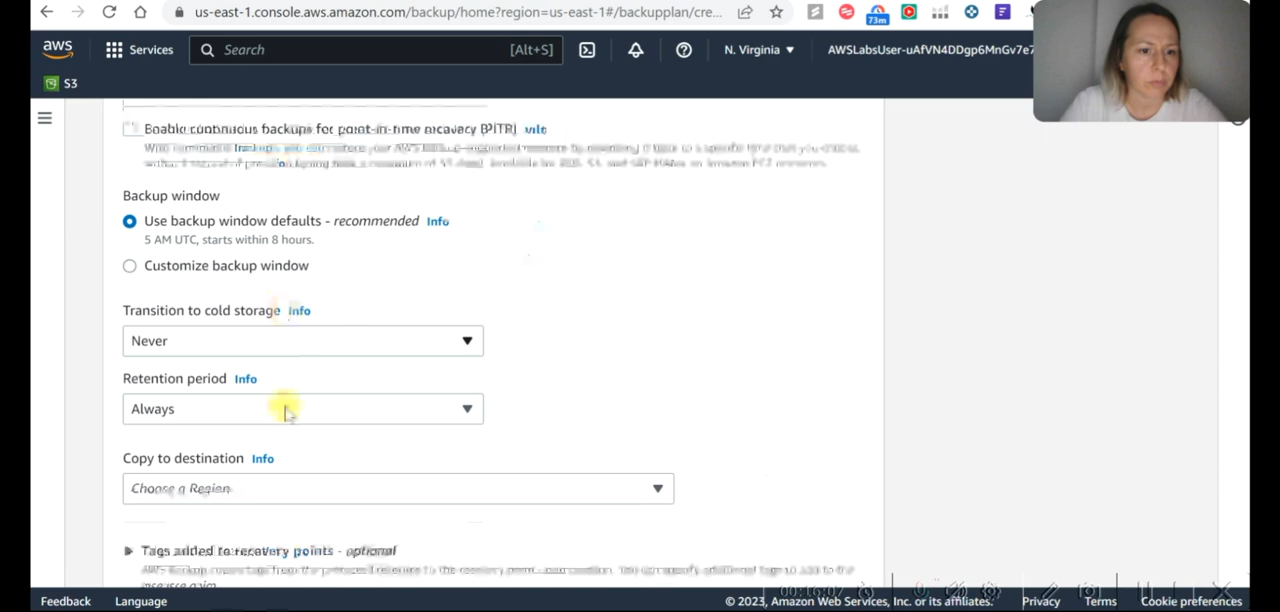 us-east-1.console.aws.amazon.com/backup/home?region=us-east-1#/backupplan/cre...
73m
aws Services Search [Alt+S] N. Virginia AWSLabsUser-uAfVN4DDgp6MnGv7e7
S3
Enable continuous backups for point-in-time recovery (PITR) Info
Backup window
Use backup window defaults - recommended Info
5 AM UTC, starts within 8 hours.
Customize backup window
Transition to cold storage Info
Never
Retention period Info
Always
Copy to destination Info
Choose a Region
Tags added to recovery points - optional
Feedback Language © 2023, Amazon Web Services, Inc. or its affiliates. Privacy Terms Cookie preferences